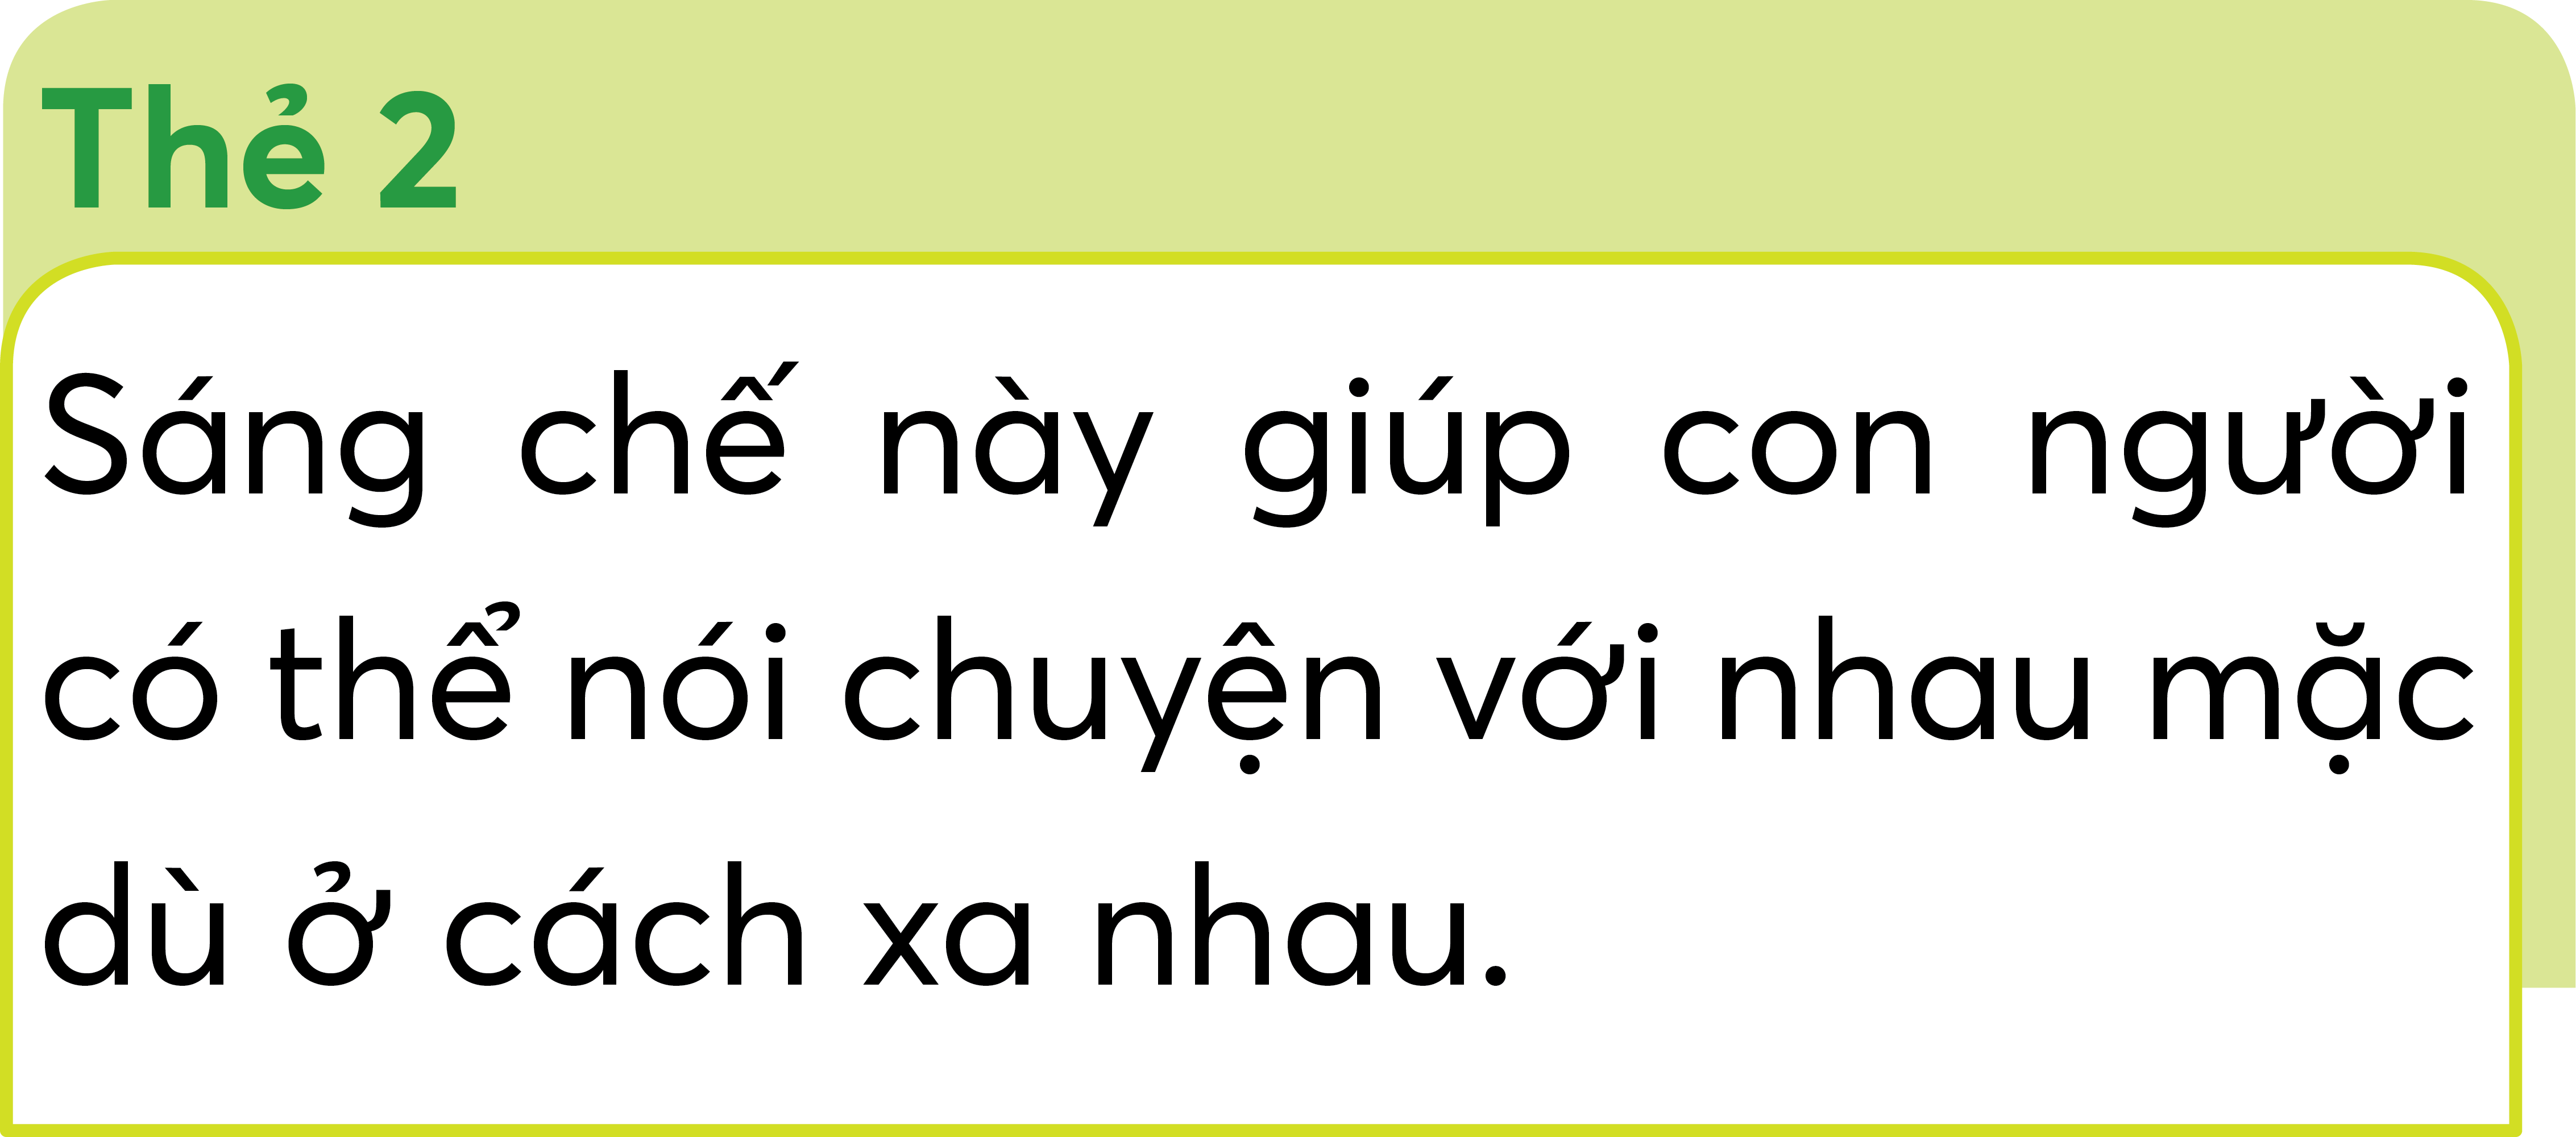 Thẻ 2
Sáng chế này giúp con người
có thể nói chuyện với nhau mặc
dù ở cách xa nhau.